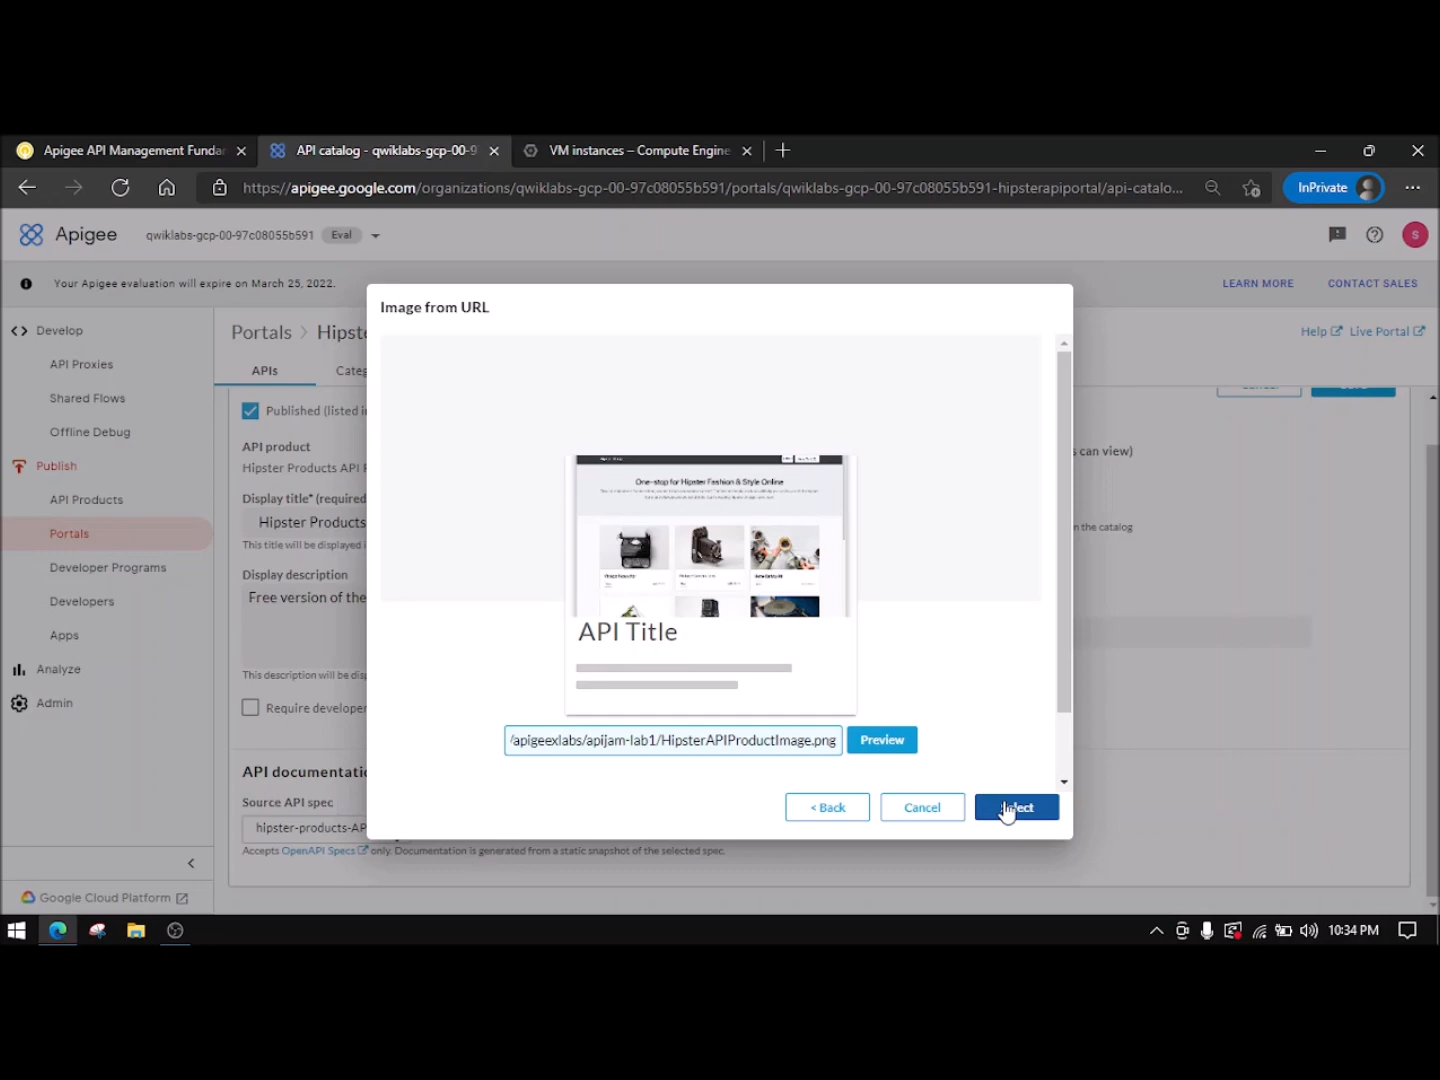 Apigee API Management Funda
API catalog - qwiklabs-gcp-00-9
VM instances – Compute Engine
https://apigee.google.com/organizations/qwiklabs-gcp-00-97c08055b591/portals/qwiklabs-gcp-00-97c08055b591-hipsterapiportal/api-catalo...
InPrivate
Apigee
qwiklabs-gcp-00-97c08055b591
Eval
S
Your Apigee evaluation will expire on March 25, 2022.
LEARN MORE
CONTACT SALES
Develop
API Proxies
Shared Flows
Offline Debug
Publish
API Products
Portals
Developer Programs
Developers
Apps
Analyze
Admin
Google Cloud Platform
Portals > Hipste
Help
Live Portal
APIs
Categ
Published (listed in
API product
Hipster Products API
Display title* (required
Hipster Products
This title will be displayed i
Display description
Free version of the
This description will be dis
Require developer
API documentatio
Source API spec
hipster-products-AP
Accepts OpenAPI Specs only. Documentation is generated from a static snapshot of the selected spec.
s can view)
n the catalog
Image from URL
One-stop for Hipster Fashion & Style Online
API Title
/apigeexlabs/apijam-lab1/HipsterAPIProductImage.png
Preview
< Back
Cancel
10:34 PM